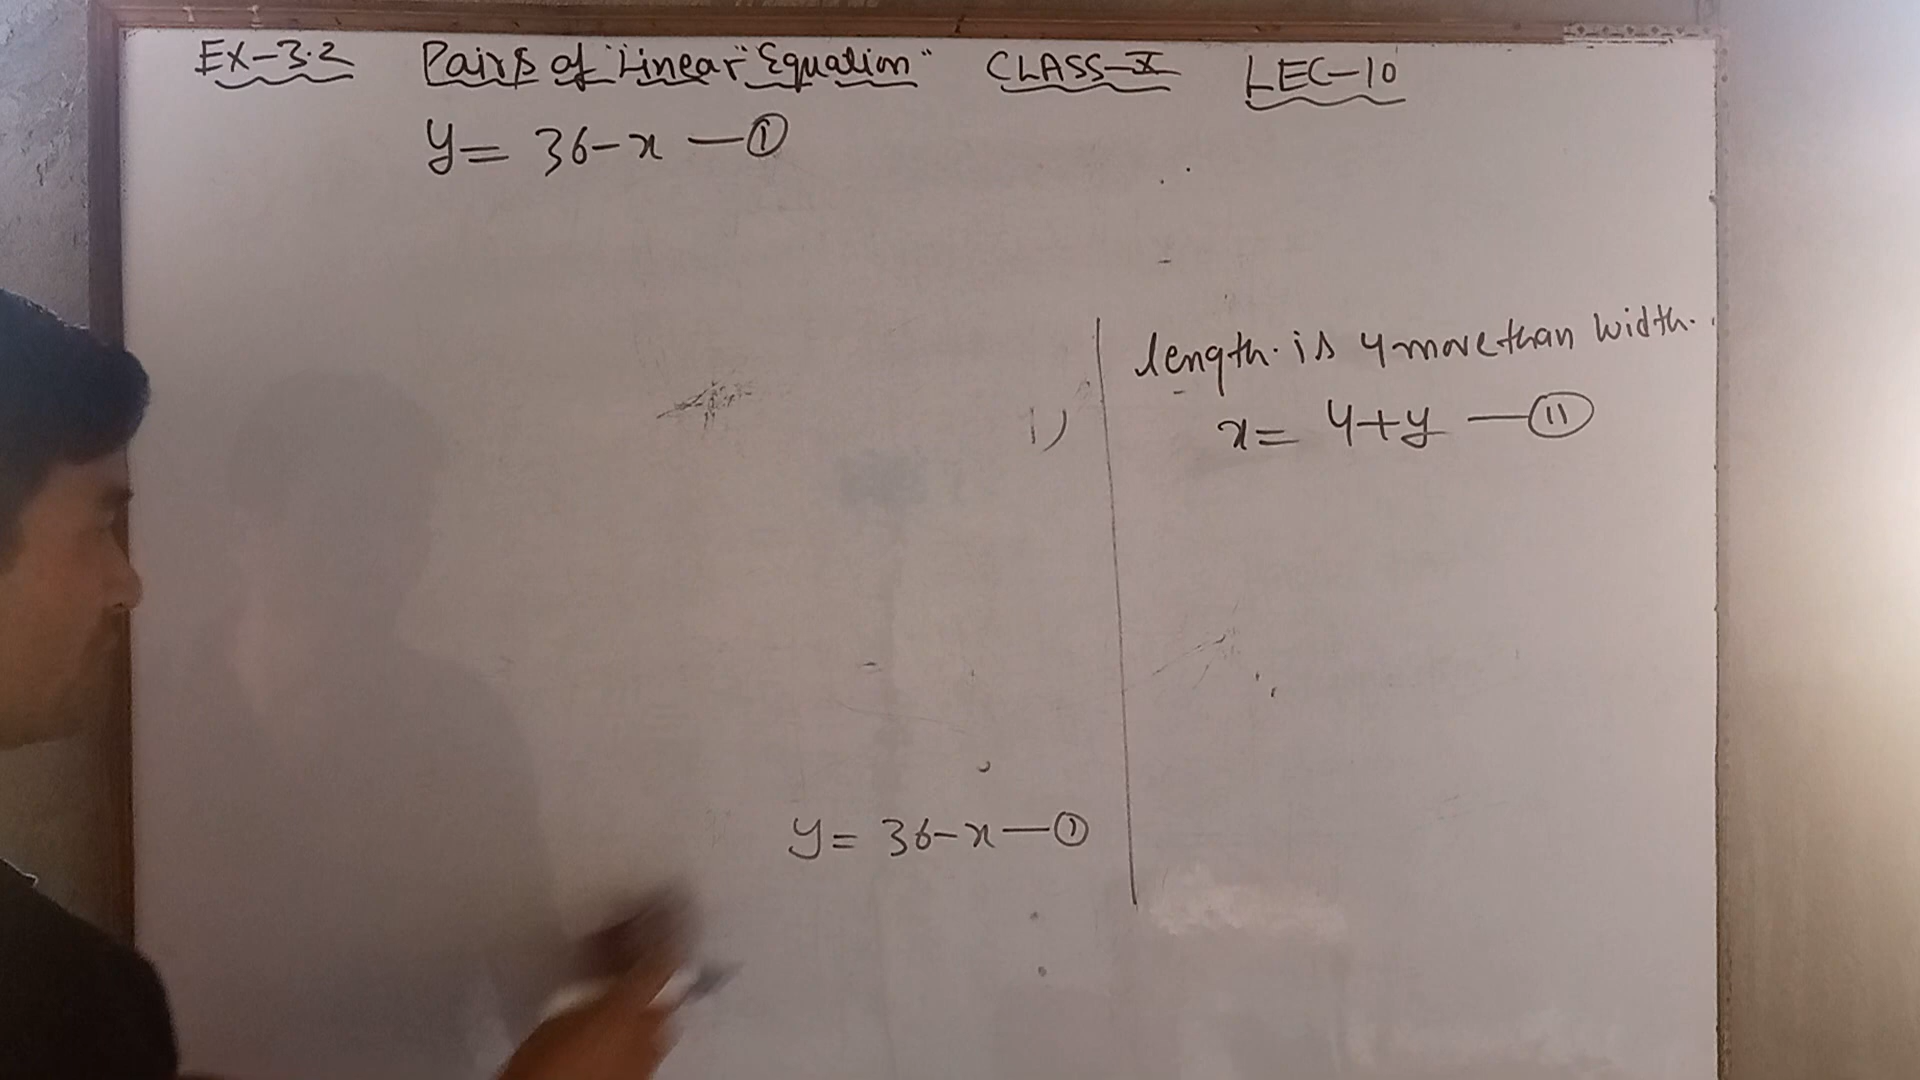 EX-3.2 Pairs of "Linear" Equation" CLASS-X LEC-10
y = 36-x — ①
length. is 4 more than width.
x = 4+y — ⑪
y = 36-x — ①